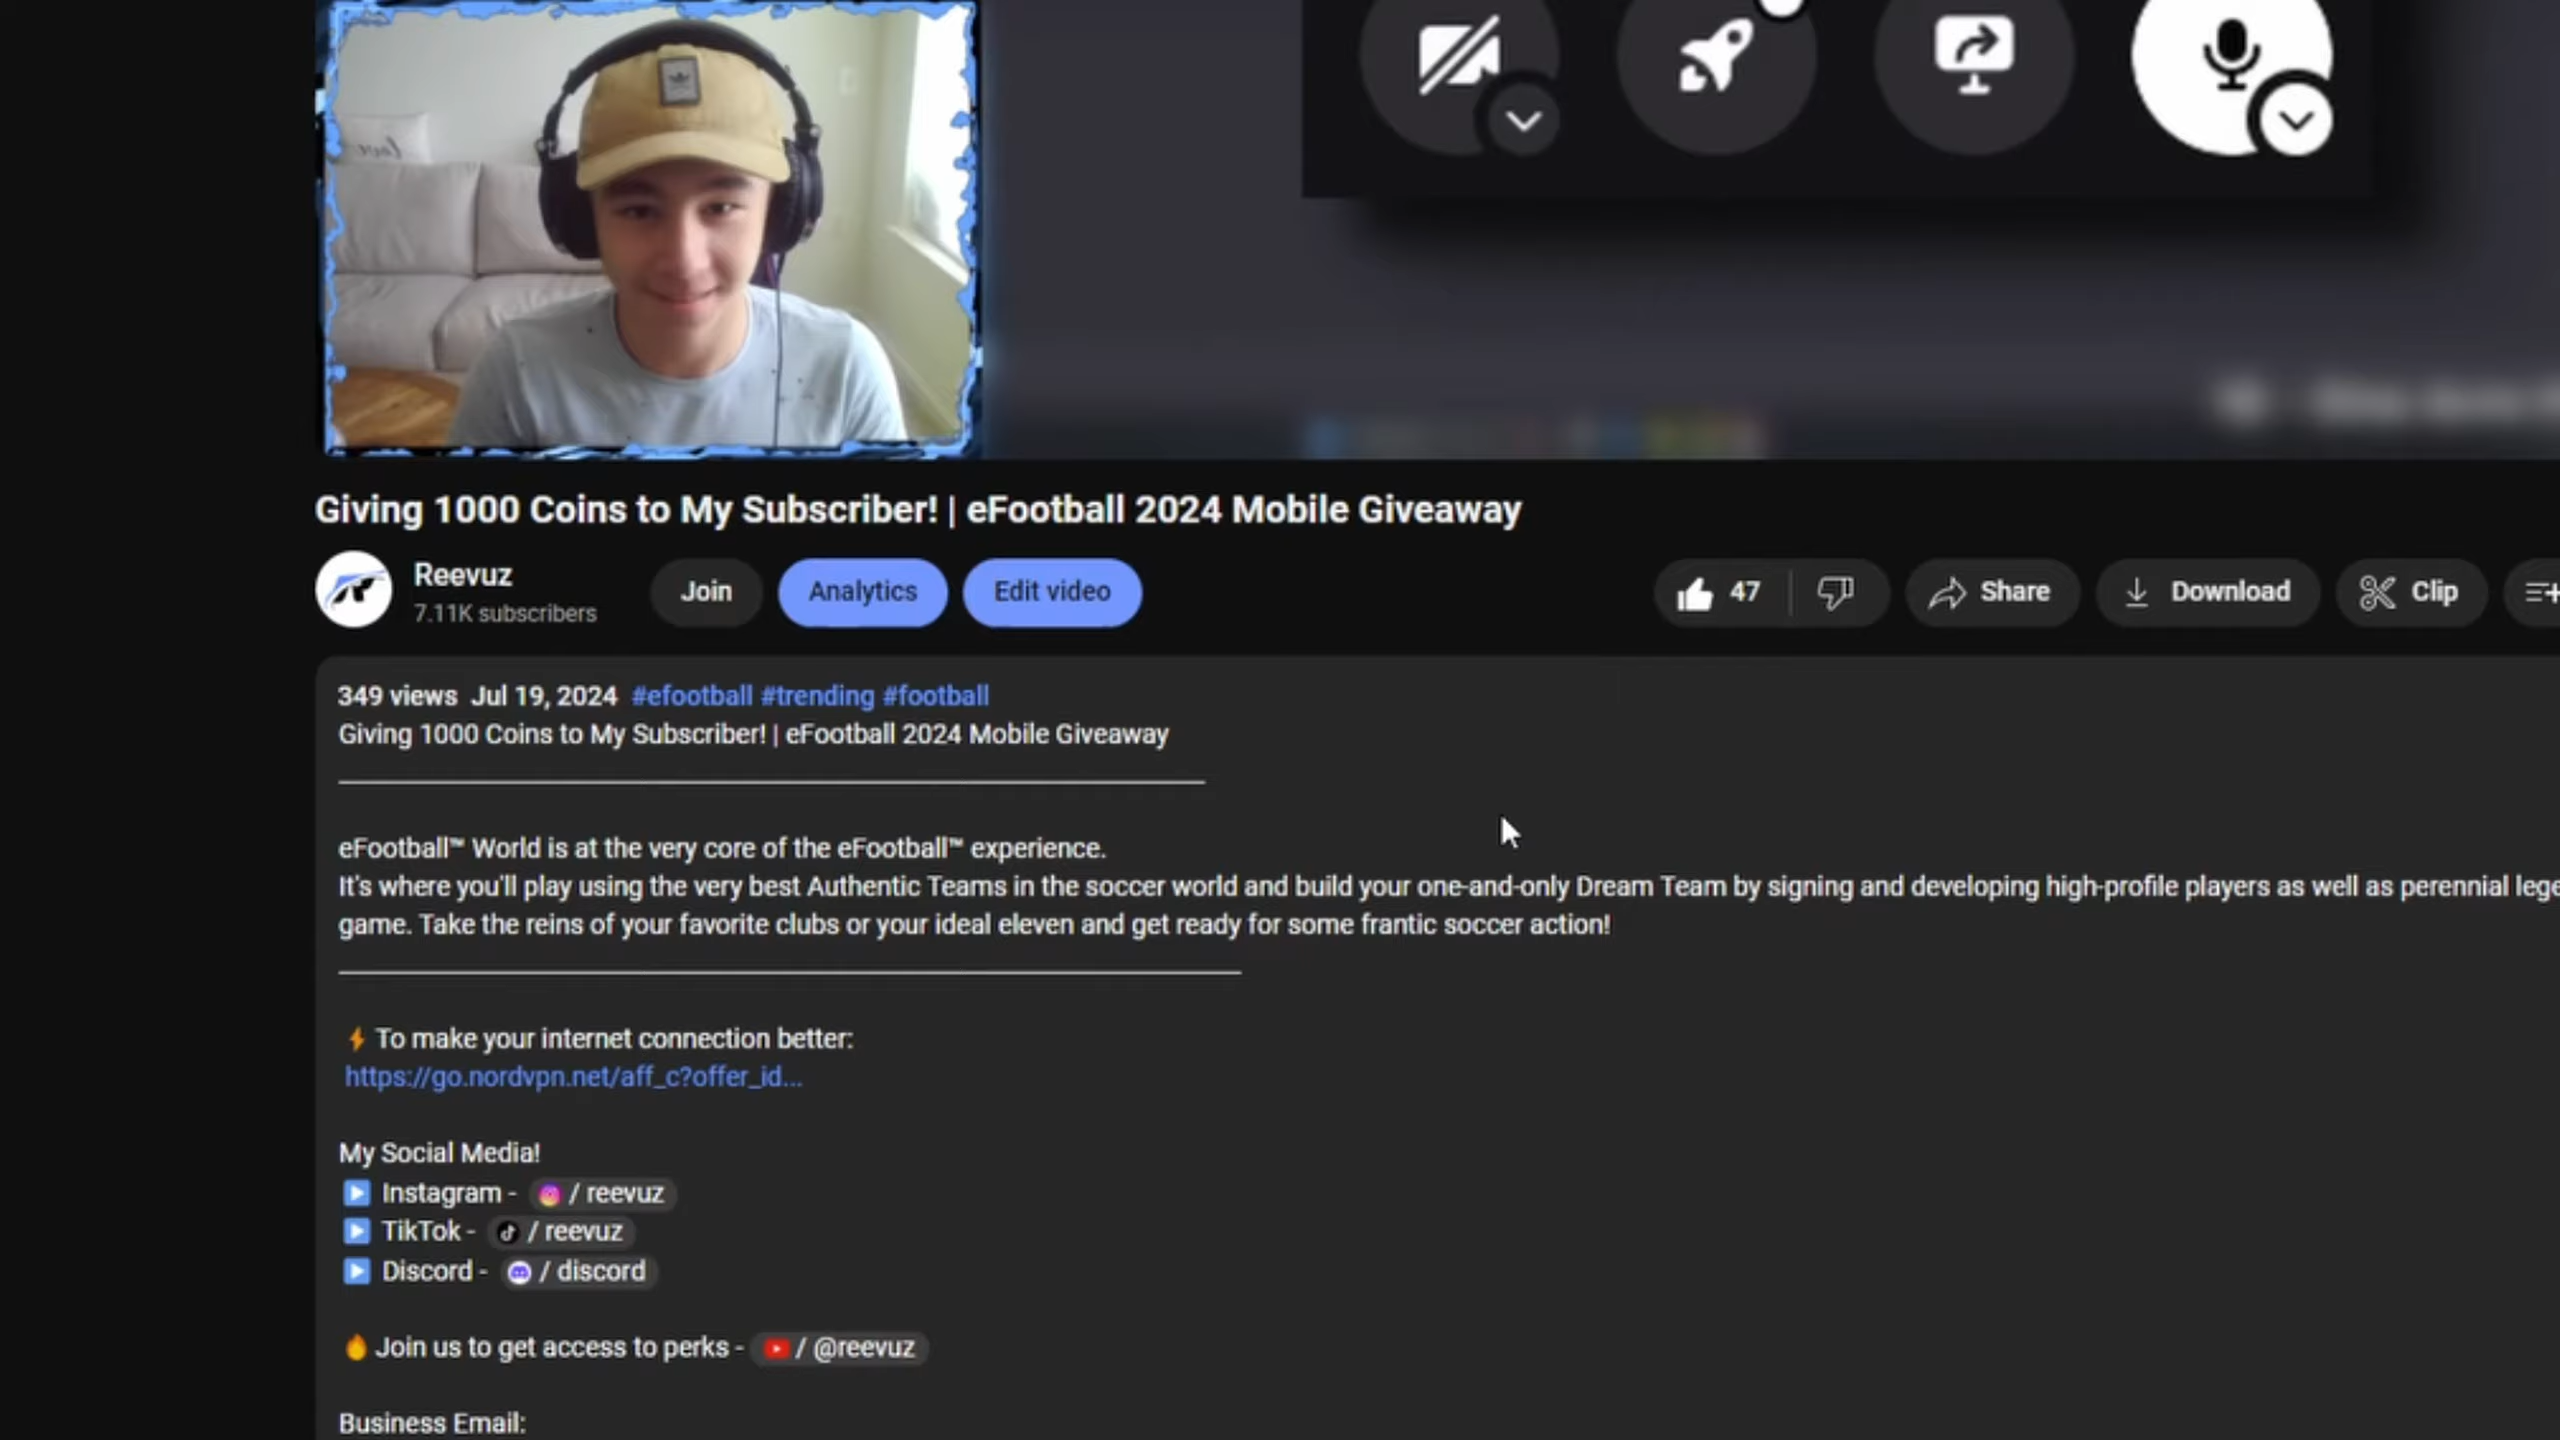 Giving 1000 Coins to My Subscriber! | eFootball 2024 Mobile Giveaway
Reevuz
7.11K subscribers
Join
Analytics
Edit video
47
Share
Download
Clip
349 views Jul 19, 2024 #efootball #trending #football
Giving 1000 Coins to My Subscriber! | eFootball 2024 Mobile Giveaway
eFootball™ World is at the very core of the eFootball™ experience.
It's where you'll play using the very best Authentic Teams in the soccer world and build your one-and-only Dream Team by signing and developing high-profile players as well as perennial
game. Take the reins of your favorite clubs or your ideal eleven and get ready for some frantic soccer action!
⚡ To make your internet connection better:
https://go.nordvpn.net/aff_c?offer_id...
My Social Media!
▶️ Instagram - / reevuz
▶️ TikTok - / reevuz
▶️ Discord - / discord
🔥 Join us to get access to perks - / @reevuz
Business Email: